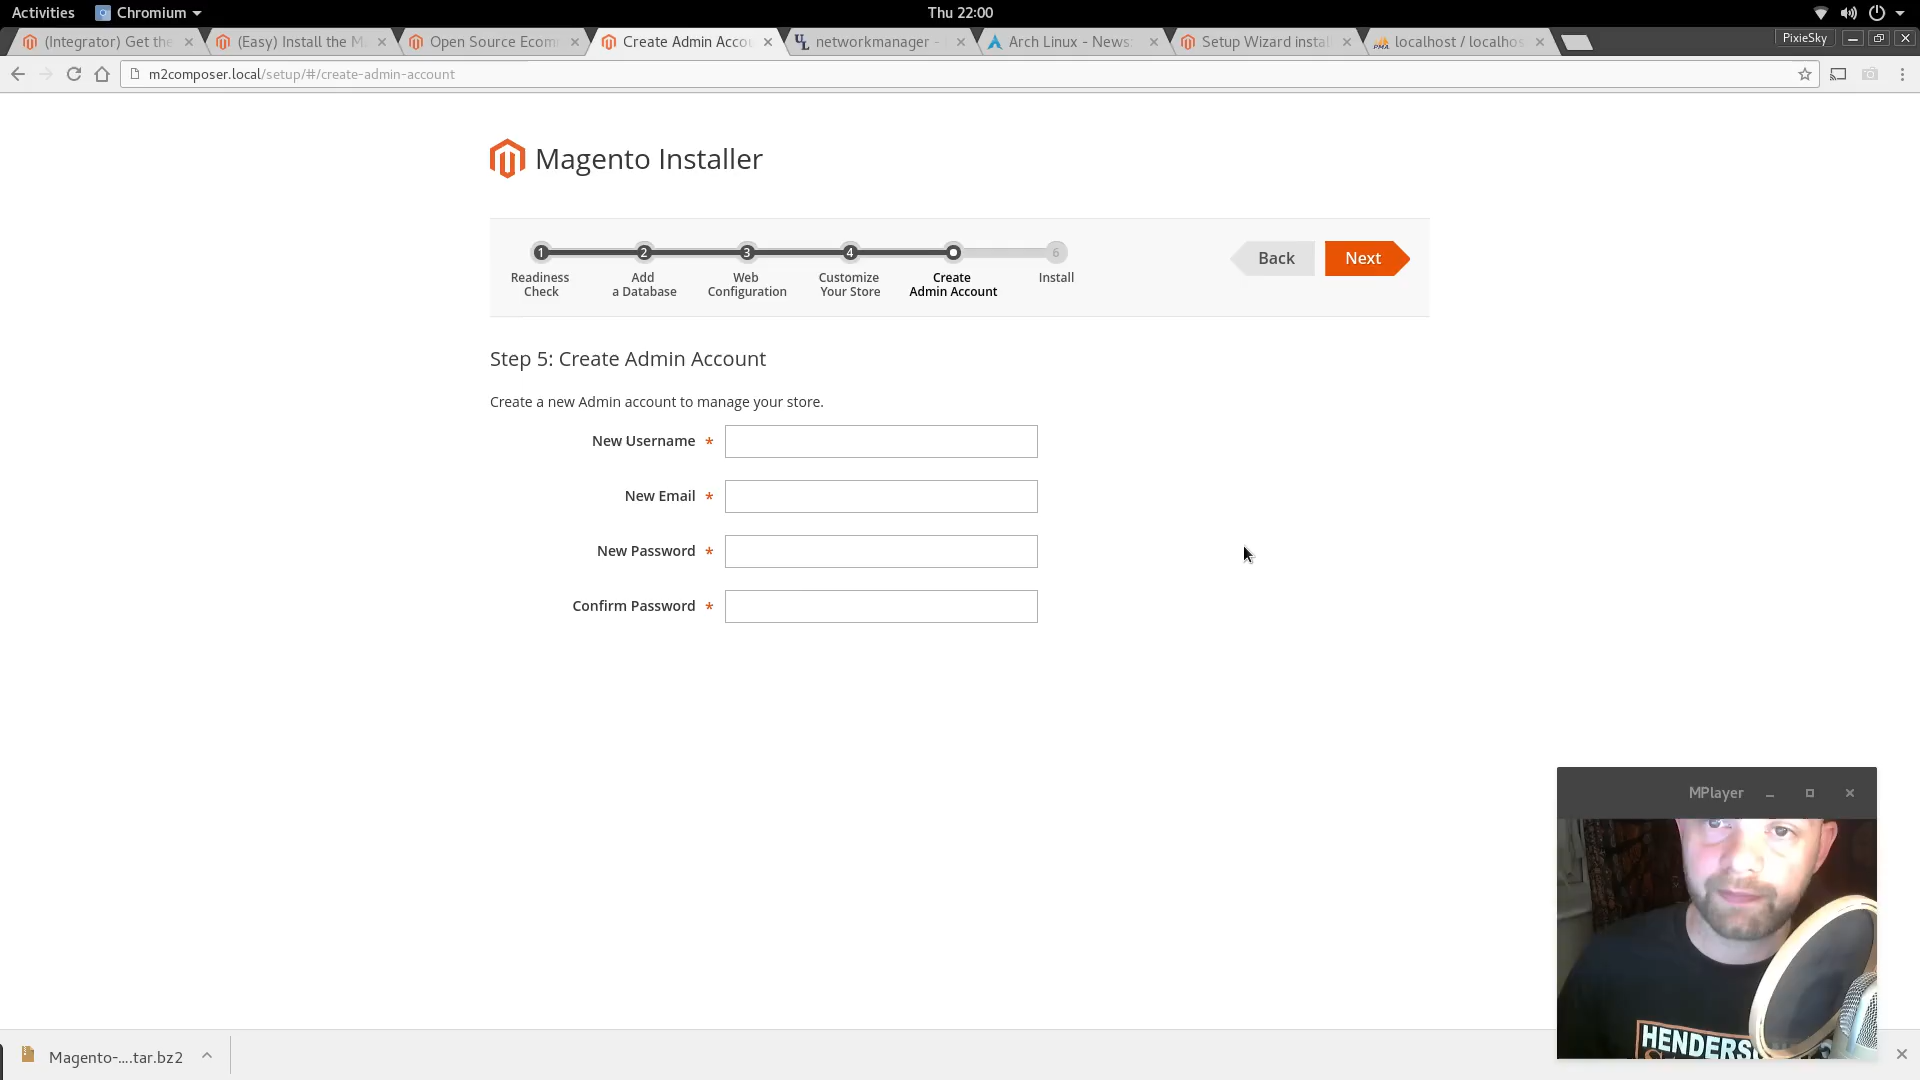 Activities Chromium Thu 22:00
(Integrator) Get the (Easy) Install the M Open Source Ecom Create Admin Acco networkmanager - Arch Linux - News: Setup Wizard instal localhost / localhos PixieSky
m2composer.local/setup/#/create-admin-account
Magento Installer
1 2 3 4 6
Readiness Check
Add a Database
Web Configuration
Customize Your Store
Create Admin Account
Install
Back Next
Step 5: Create Admin Account
Create a new Admin account to manage your store.
New Username *
New Email *
New Password *
Confirm Password *
MPlayer
HENDERS
Magento-....tar.bz2